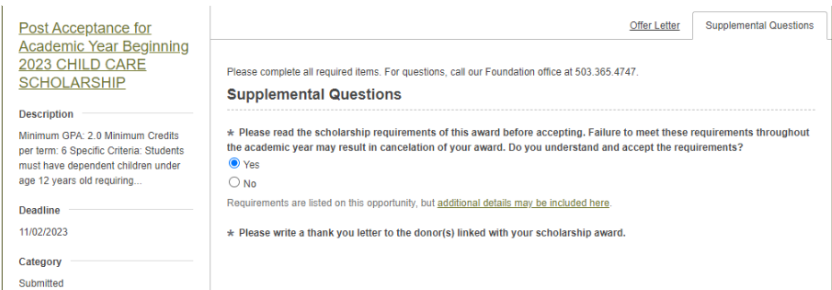 Post Acceptance for
Academic Year Beginning
2023 CHILD CARE
SCHOLARSHIP
Description
Minimum GPA: 2.0 Minimum Credits
per term: 6 Specific Criteria: Students
must have dependent children under
age 12 years old requiring...
Deadline
11/02/2023
Category
Submitted
Offer Letter
Supplemental Questions
Please complete all required items. For questions, call our Foundation office at 503.365.4747.
Supplemental Questions
* Please read the scholarship requirements of this award before accepting. Failure to meet these requirements throughout
the academic year may result in cancelation of your award. Do you understand and accept the requirements?
Yes
No
Requirements are listed on this opportunity, but additional details may be included here.
* Please write a thank you letter to the donor(s) linked with your scholarship award.